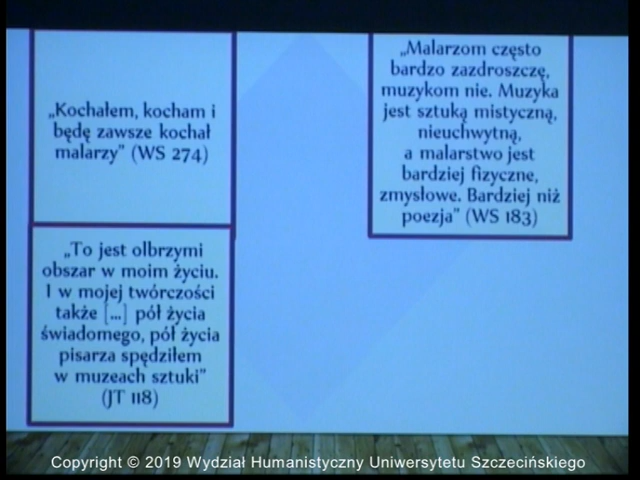 „Kochałem, kocham i
będę zawsze kochał
malarzy” (WS 274)
„Malarzom często
bardzo zazdroszczę,
muzykom nie. Muzyka
jest sztuką mistyczną,
nieuchwytną,
a malarstwo jest
bardziej fizyczne,
zmysłowe. Bardziej niż
poezja” (WS 183)
„To jest olbrzymi
obszar w moim życiu.
I w mojej twórczości
także [...] pół życia
świadomego, pół życia
pisarza spędziłem
w muzeach sztuki”
(JT 118)
Copyright © 2019 Wydział Humanistyczny Uniwersytetu Szczecińskiego